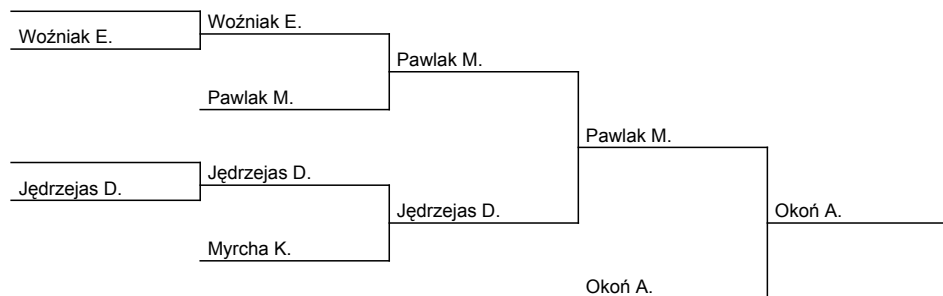 Woźniak E.
Woźniak E.
Pawlak M.
Pawlak M.
Pawlak M.
Jędrzejas D.
Jędrzejas D.
Jędrzejas D.
Okoń A.
Myrcha K.
Okoń A.